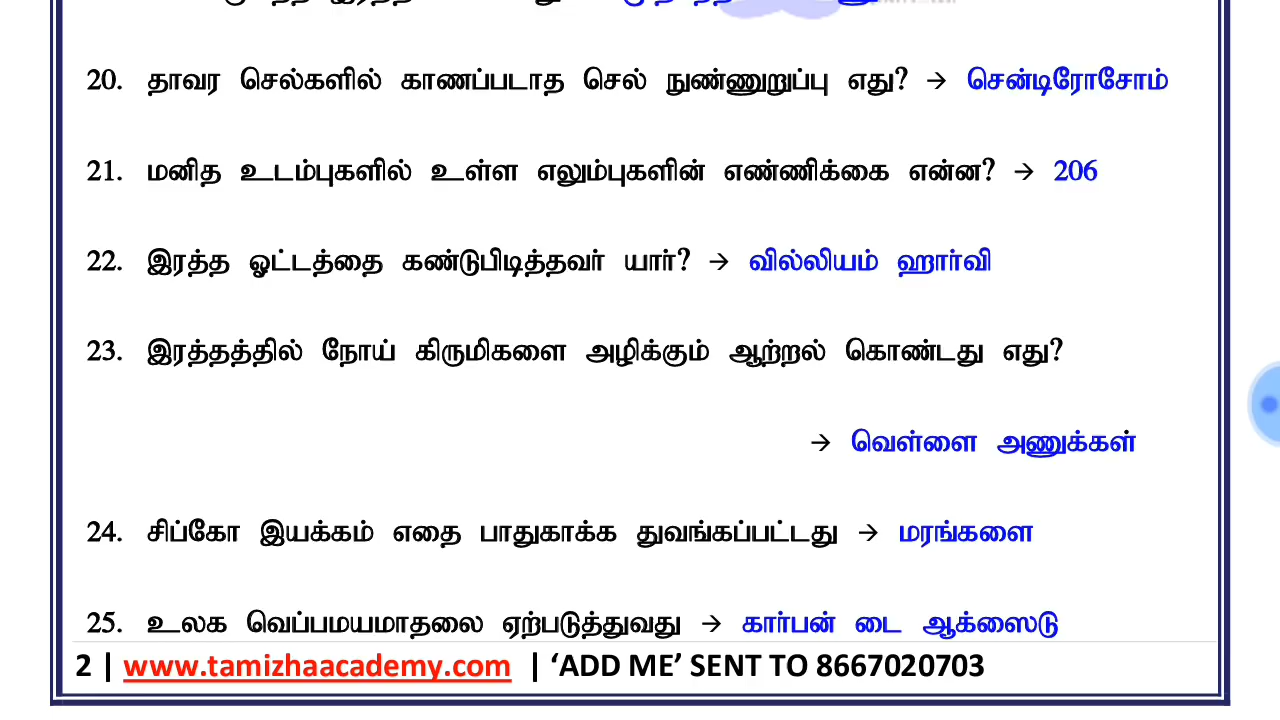 20. தாவர செல்களில் காணப்படாத செல் நுண்ணுறுப்பு எது? → சென்டிரோசோம்
21. மனித உடம்புகளில் உள்ள எலும்புகளின் எண்ணிக்கை என்ன? → 206
22. இரத்த ஓட்டத்தை கண்டுபிடித்தவர் யார்? → வில்லியம் ஹார்வி
23. இரத்தத்தில் நோய் கிருமிகளை அழிக்கும் ஆற்றல் கொண்டது எது?
→ வெள்ளை அணுக்கள்
24. சிப்கோ இயக்கம் எதை பாதுகாக்க துவங்கப்பட்டது → மரங்களை
25. உலக வெப்பமயமாதலை ஏற்படுத்துவது → கார்பன் டை ஆக்ஸைடு
2 | www.tamizhaacademy.com | ‘ADD ME’ SENT TO 8667020703